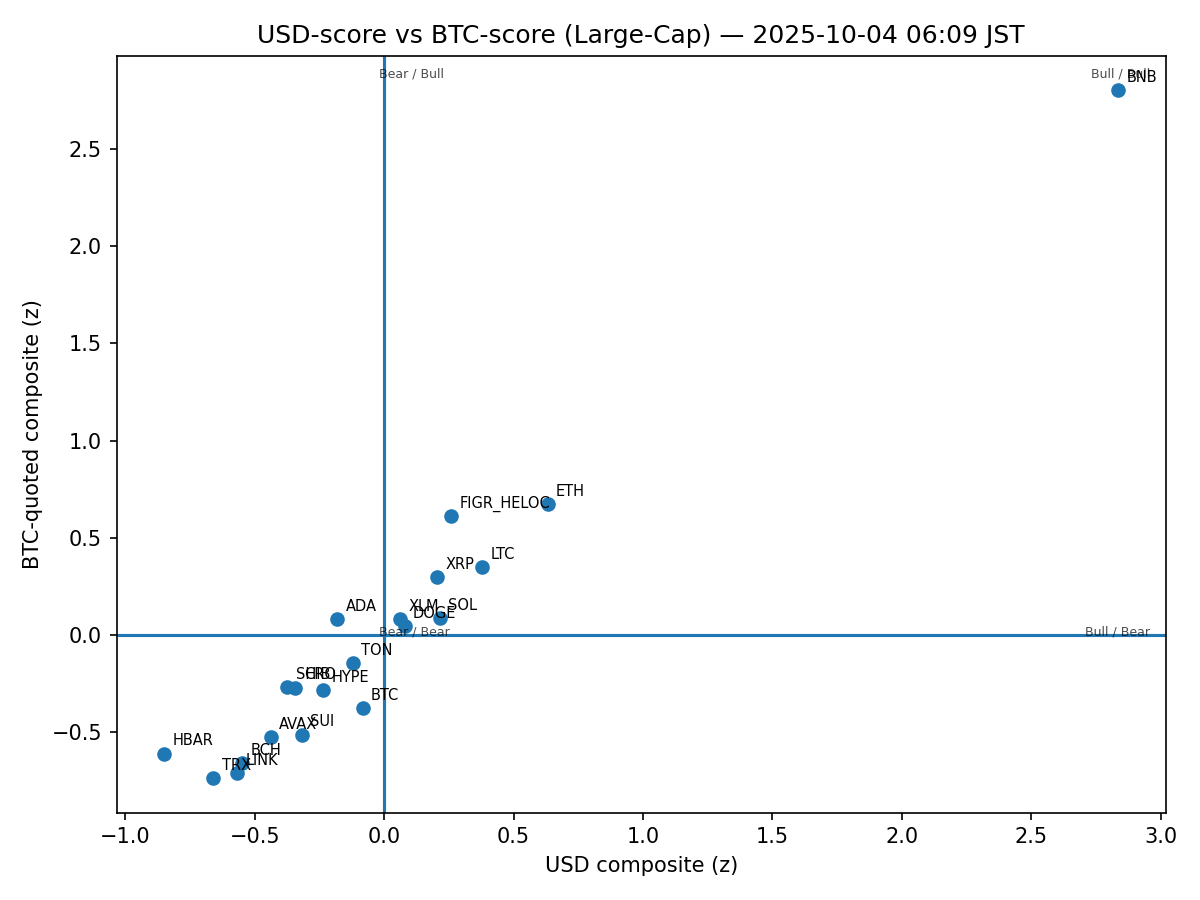 USD-score vs BTC-score (Large-Cap) — 2025-10-04 06:09 JST
Bear / Bull
Bull / Bull
BNB
2.5
2.0
1.5
1.0
0.5
0.0
−0.5
BTC-quoted composite (z)
ETH
FIGR_HELOC
LTC
XRP
ADA
XLM
SOL
DOGE
Bear / Bear
Bull / Bear
TON
SHIB
CRO
HYPE
BTC
SUI
AVAX
HBAR
BCH
LINK
TRX
−1.0
−0.5
0.0
0.5
1.0
1.5
2.0
2.5
3.0
USD composite (z)